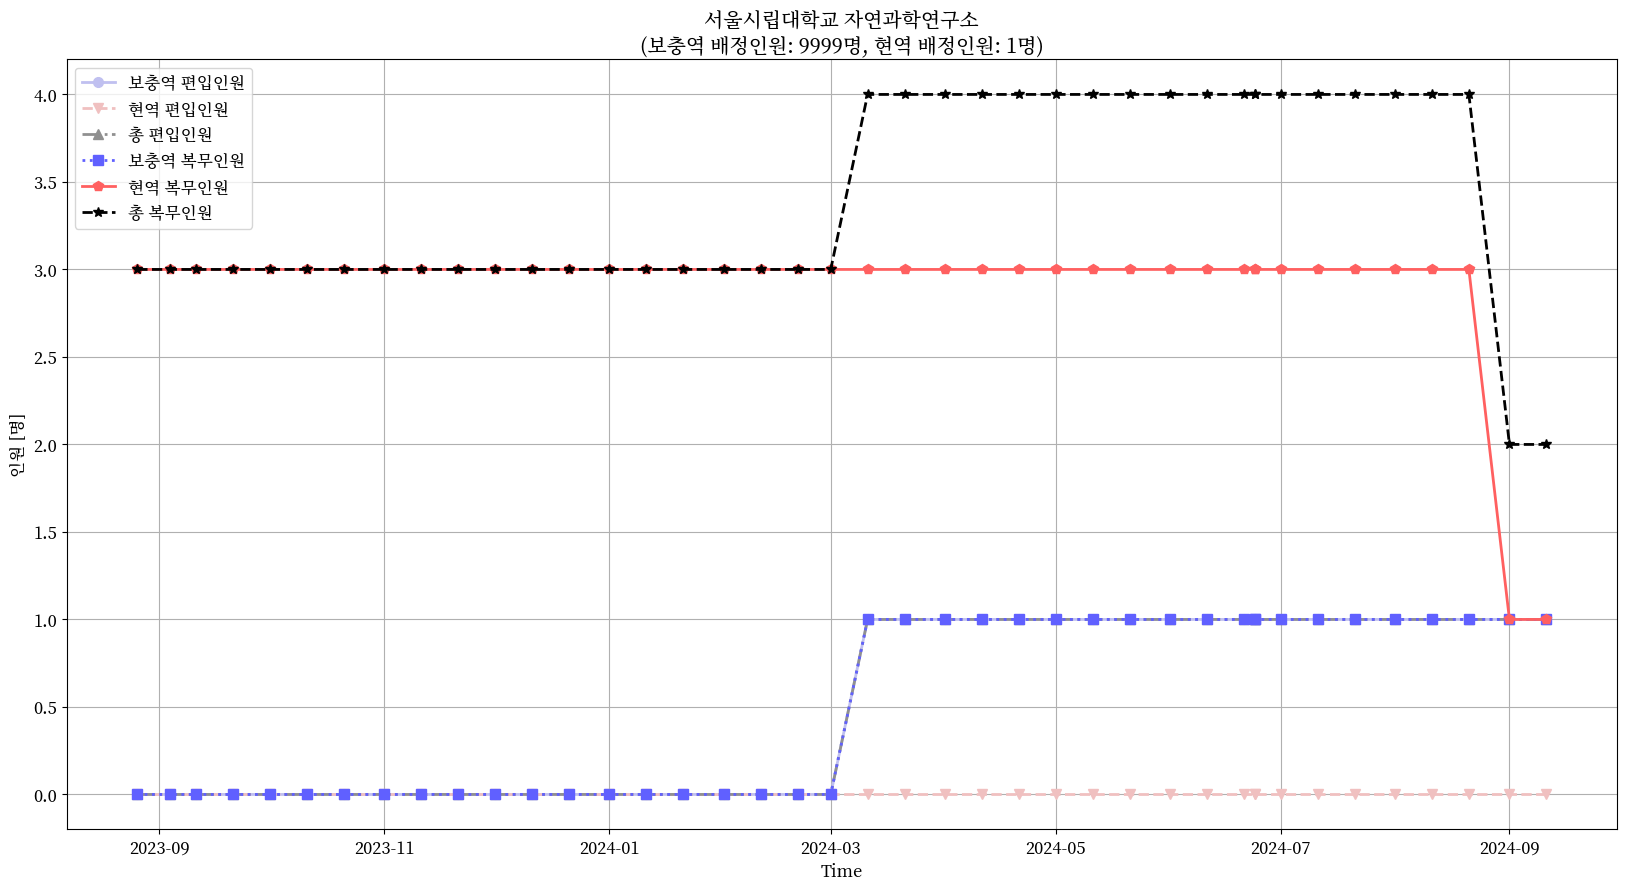 서울시립대학교 자연과학연구소
(보충역 배정인원: 9999명, 현역 배정인원: 1명)
보충역 편입인원
현역 편입인원
총 편입인원
보충역 복무인원
현역 복무인원
총 복무인원
4.0
3.5
3.0
2.5
2.0
1.5
1.0
0.5
0.0
인원 [명]
2023-09
2023-11
2024-01
2024-03
2024-05
2024-07
2024-09
Time